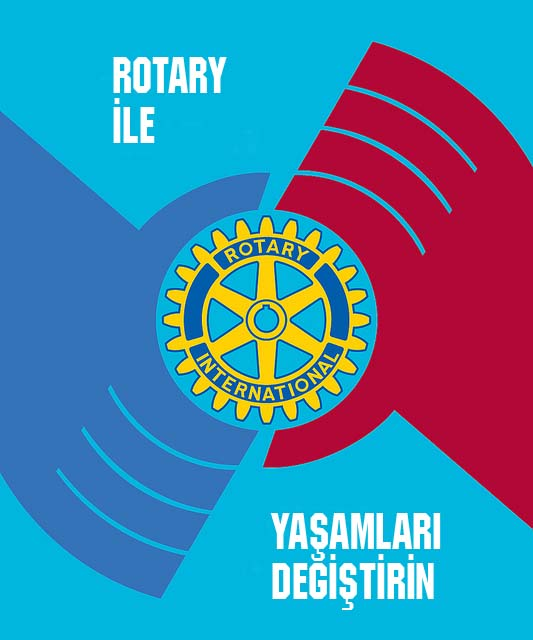 ROTARY
İLE
ROTARY
INTERNATIONAL
YAŞAMLARI
DEĞİŞTİRİN